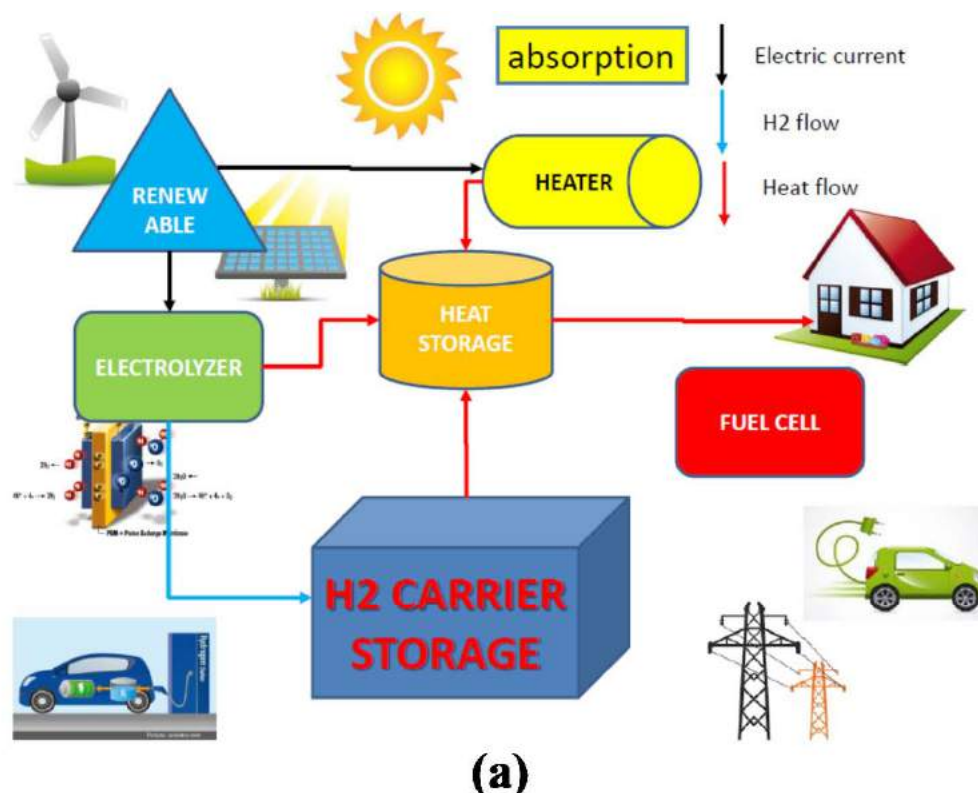 absorption
Electric current
H2 flow
Heat flow
RENEW
ABLE
HEATER
HEAT
STORAGE
ELECTROLYZER
FUEL CELL
H2 CARRIER
STORAGE
(a)